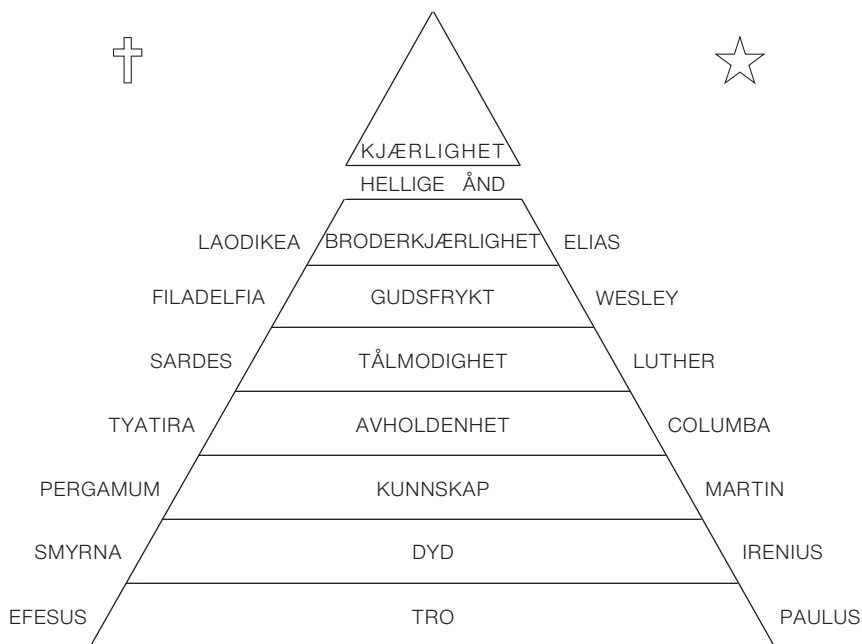 KJÆRLIGHET
HELLIGE ÅND
LAODIKEA BRODERKJÆRLIGHET ELIAS
FILADELFIA GUDSFRYKT WESLEY
SARDES TÅLMODIGHET LUTHER
TYATIRA AVHOLDENHET COLUMBA
PERGAMUM KUNNSKAP MARTIN
SMYRNA DYD IRENIUS
EFESUS TRO PAULUS